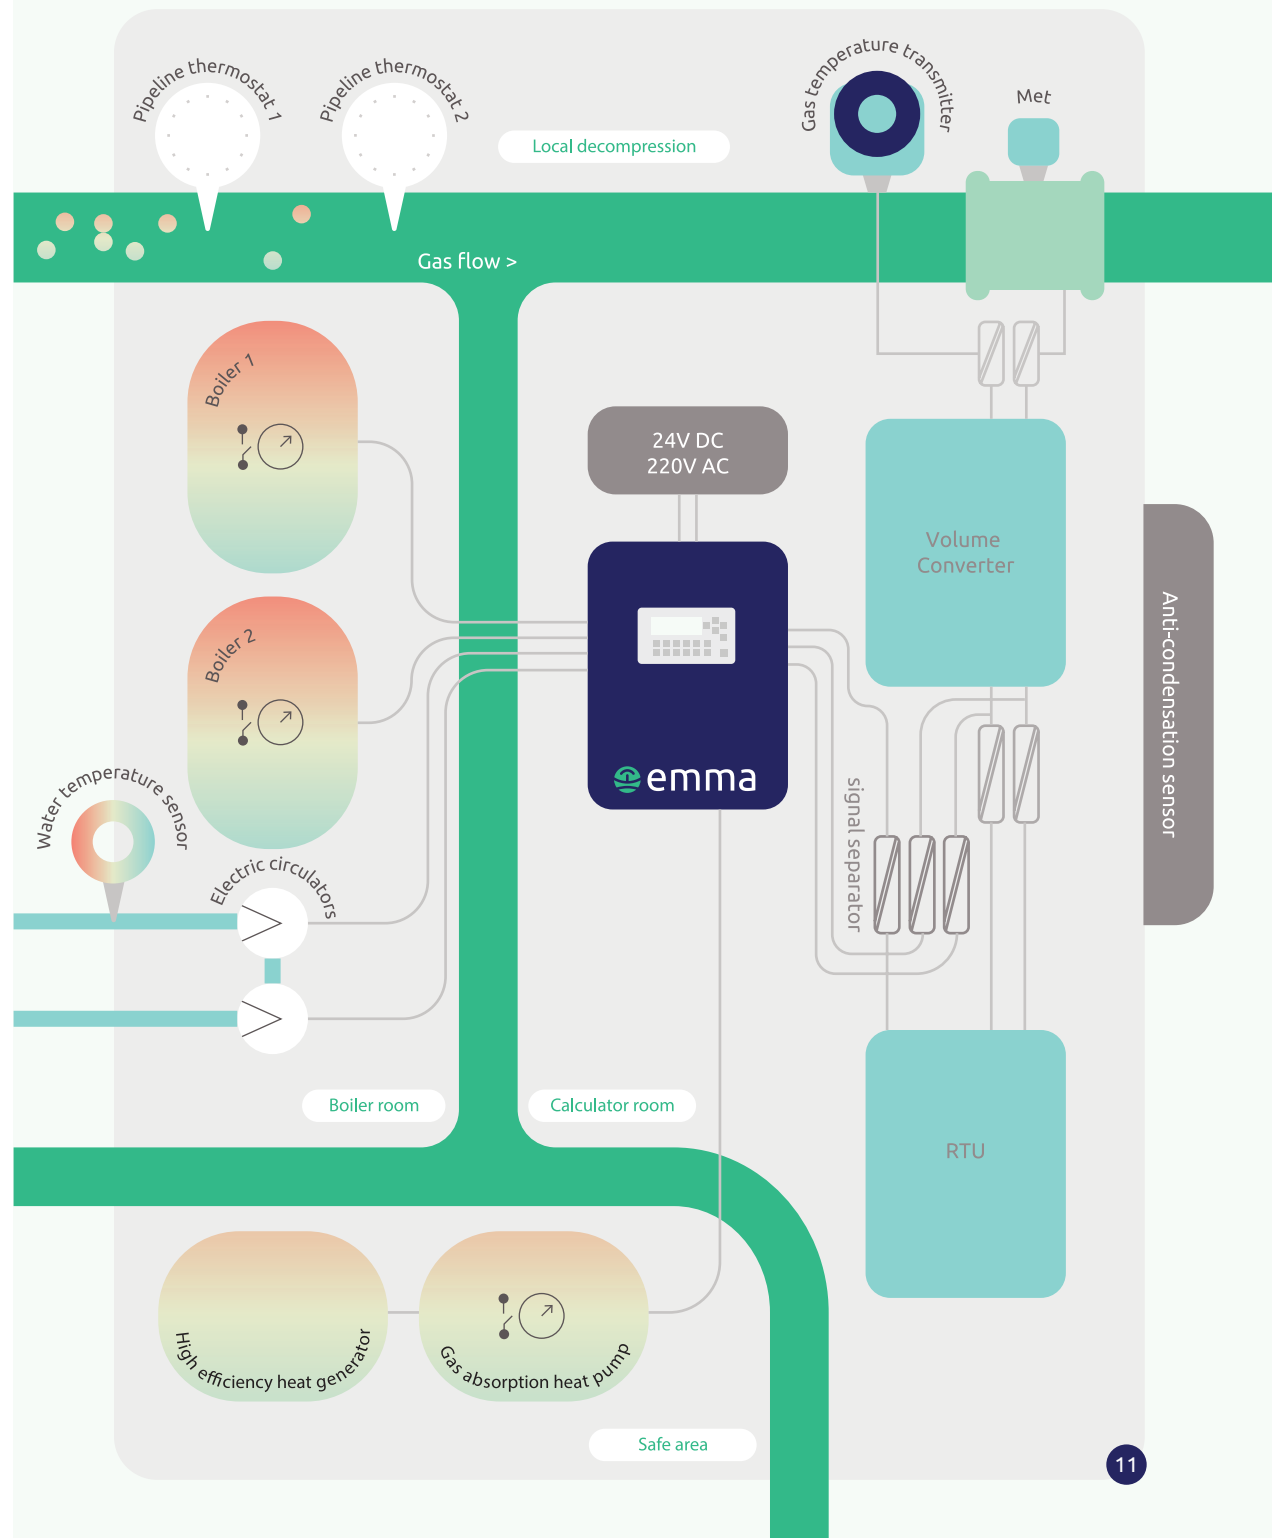 Pipeline thermostat 1
Pipeline thermostat 2
Gas temperature transmitter
Met
Local decompression
Gas flow >
Boiler 1
24V DC
220V AC
Volume
Converter
Anti-condensation sensor
Boiler 2
emma
signal separator
Water temperature sensor
Electric circulators
Boiler room
Calculator room
RTU
High efficiency heat generator
Gas absorption heat pump
Safe area
11